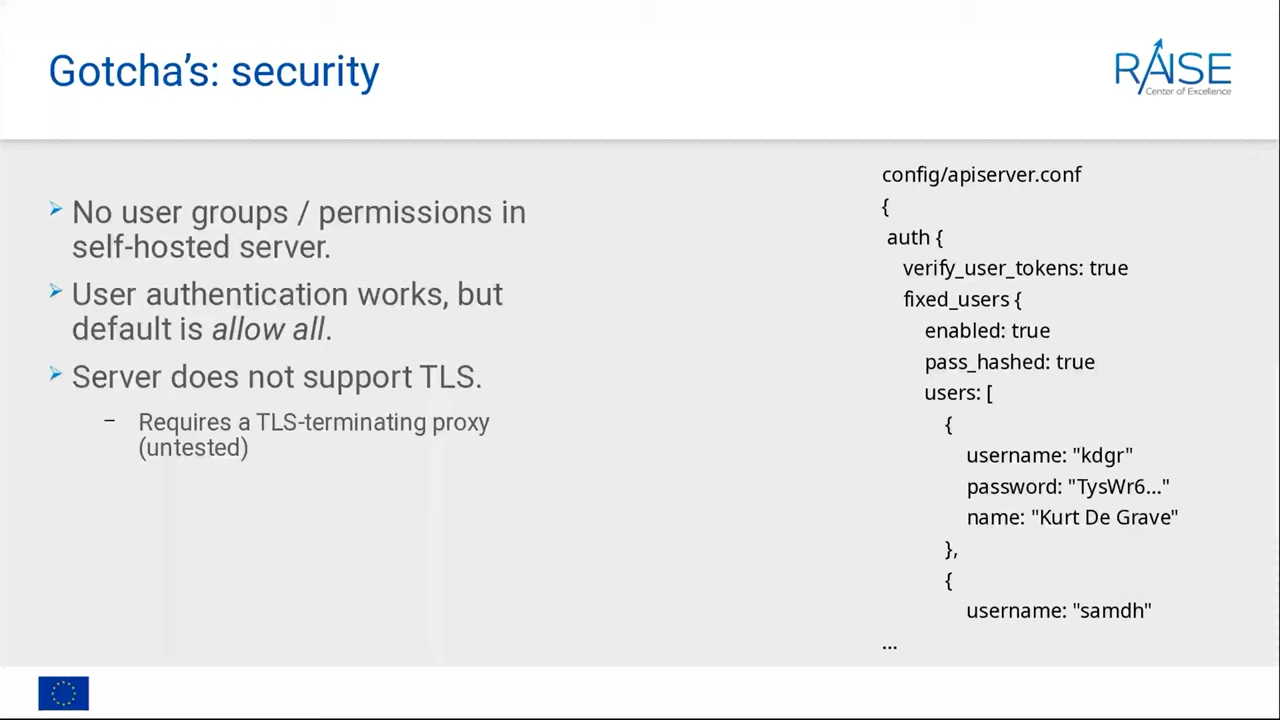 Gotcha's: security
RAISE
Center of Excellence
No user groups / permissions in
self-hosted server.
User authentication works, but
default is allow all.
Server does not support TLS.
– Requires a TLS-terminating proxy
(untested)
config/apiserver.conf
{
auth {
verify_user_tokens: true
fixed_users {
enabled: true
pass_hashed: true
users: [
{
username: "kdgr"
password: "TysWr6..."
name: "Kurt De Grave"
},
{
username: "samdh"
...